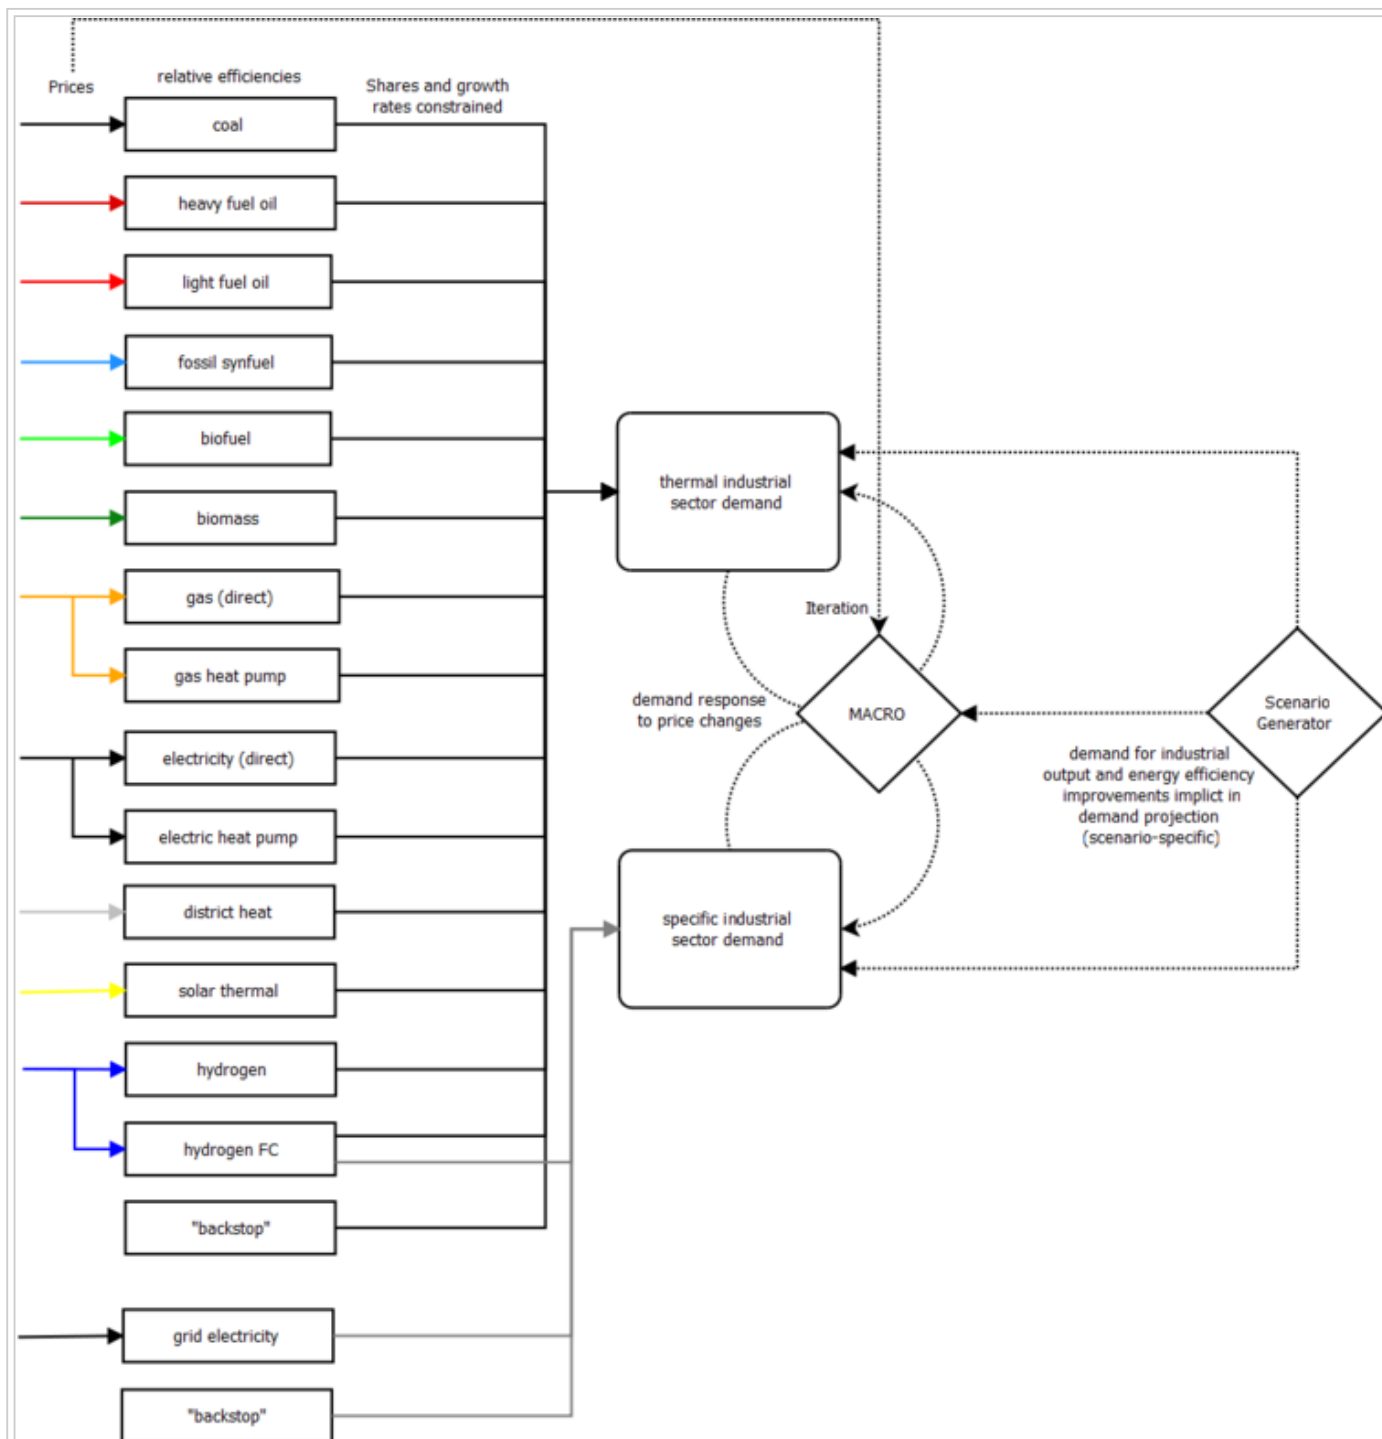 Prices
relative efficiencies
Shares and growth
rates constrained
coal
heavy fuel oil
light fuel oil
fossil synfuel
biofuel
biomass
gas (direct)
gas heat pump
electricity (direct)
electric heat pump
district heat
solar thermal
hydrogen
hydrogen FC
"backstop"
grid electricity
"backstop"
thermal industrial
sector demand
Iteration
demand response
to price changes
MACRO
specific industrial
sector demand
Scenario
Generator
demand for industrial
output and energy efficiency
improvements implict in
demand projection
(scenario-specific)